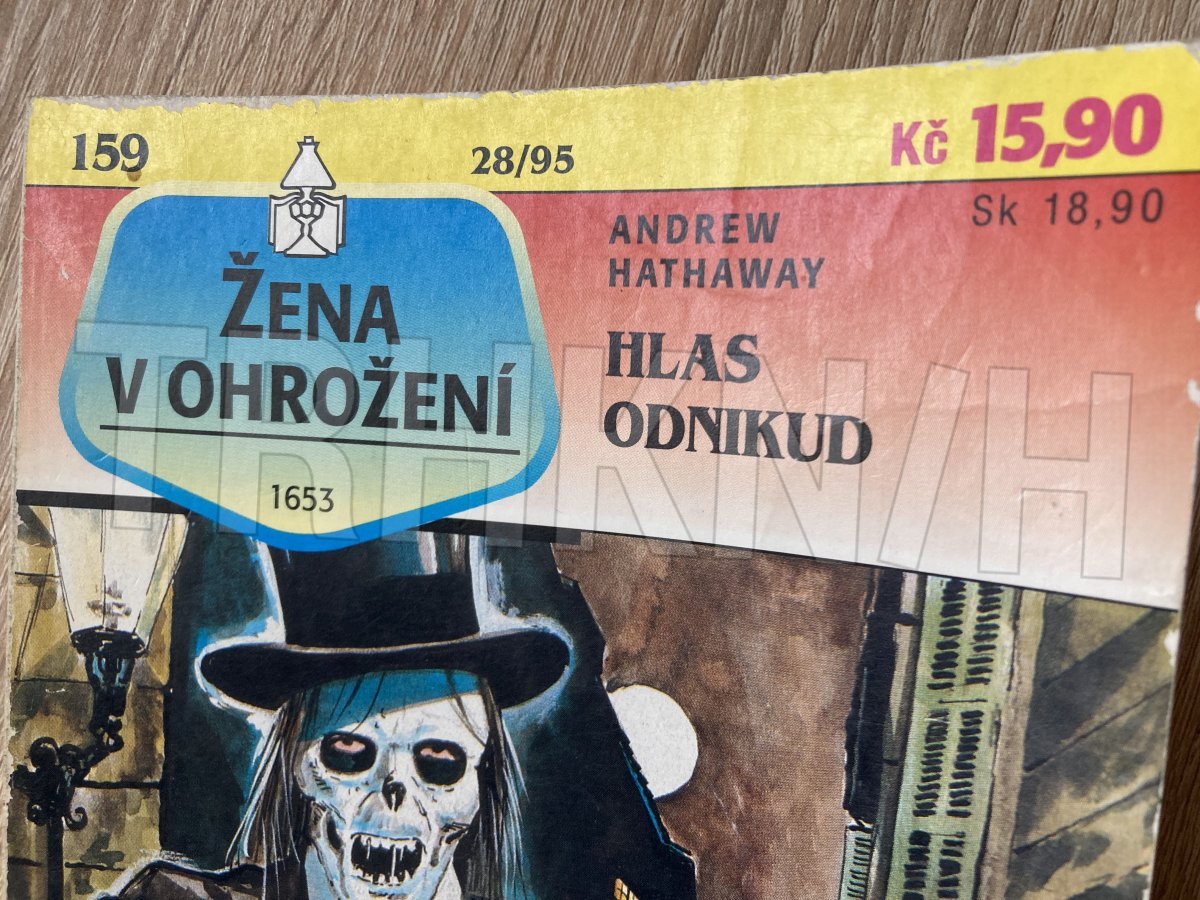 159
28/95
Kč 15,90
Sk 18,90
ŽENA
V OHROŽENÍ
1653
ANDREW
HATHAWAY
HLAS
ODNIKUD